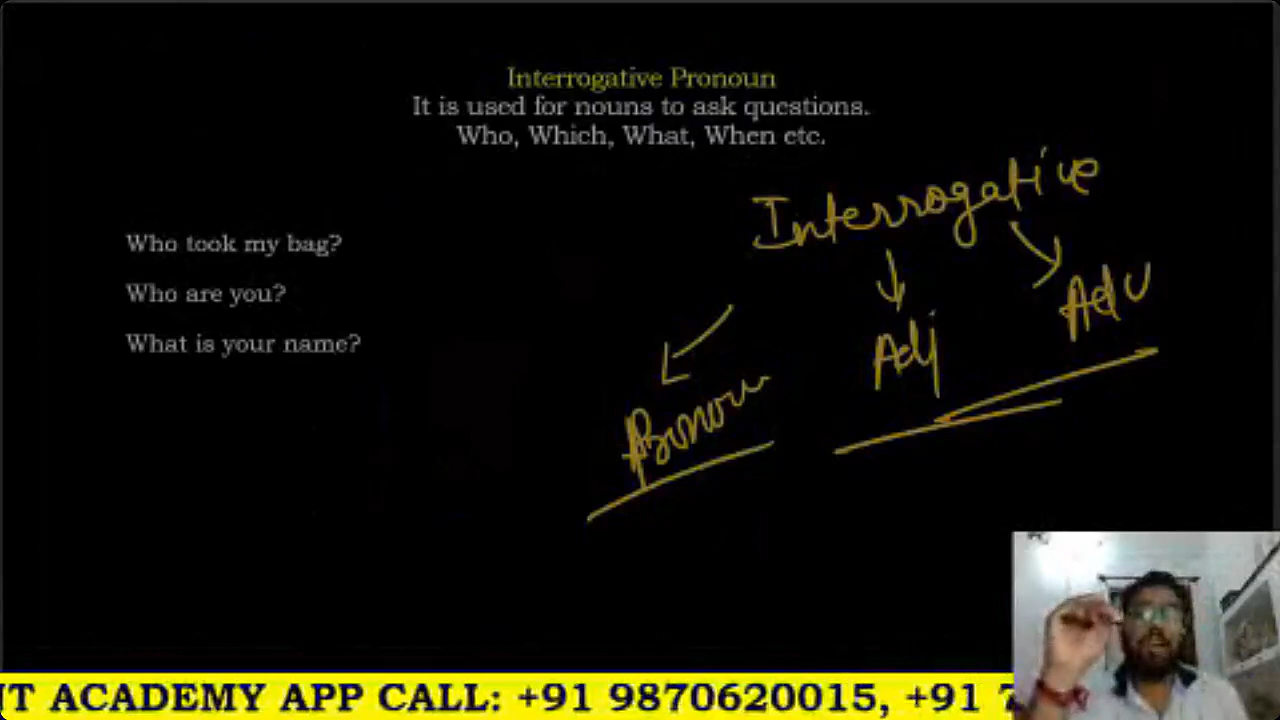 Interrogative Pronoun
It is used for nouns to ask questions.
Who, Which, What, When etc.
Interrogative
Who took my bag?
Who are you?
Adv
What is your name?
Adj
Pronoun
IT ACADEMY APP CALL: +91 9870620015, +91 7